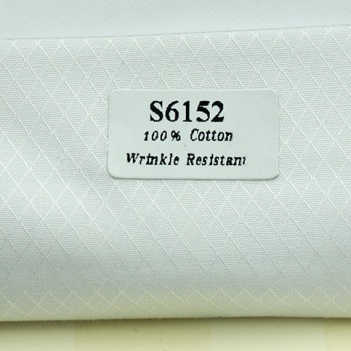 S6152
100% Cotton
Wrinkle Resistant